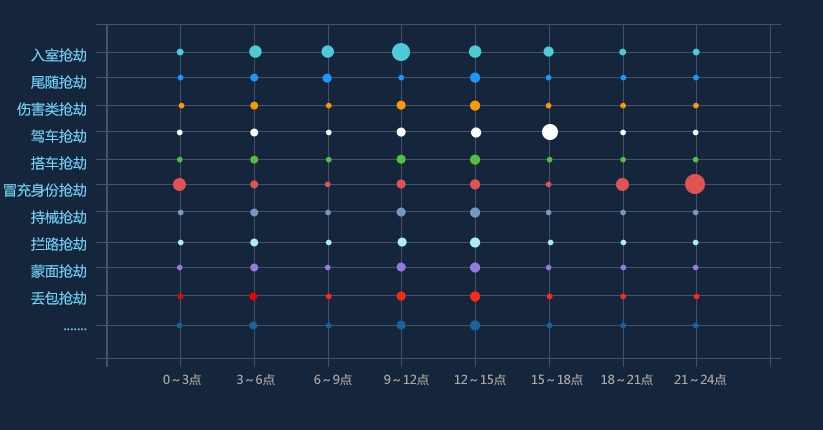 入室抢劫
尾随抢劫
伤害类抢劫
驾车抢劫
搭车抢劫
冒充身份抢劫
持械抢劫
拦路抢劫
蒙面抢劫
丢包抢劫
.......
0～3点 3～6点 6～9点 9～12点 12～15点 15～18点 18～21点 21～24点